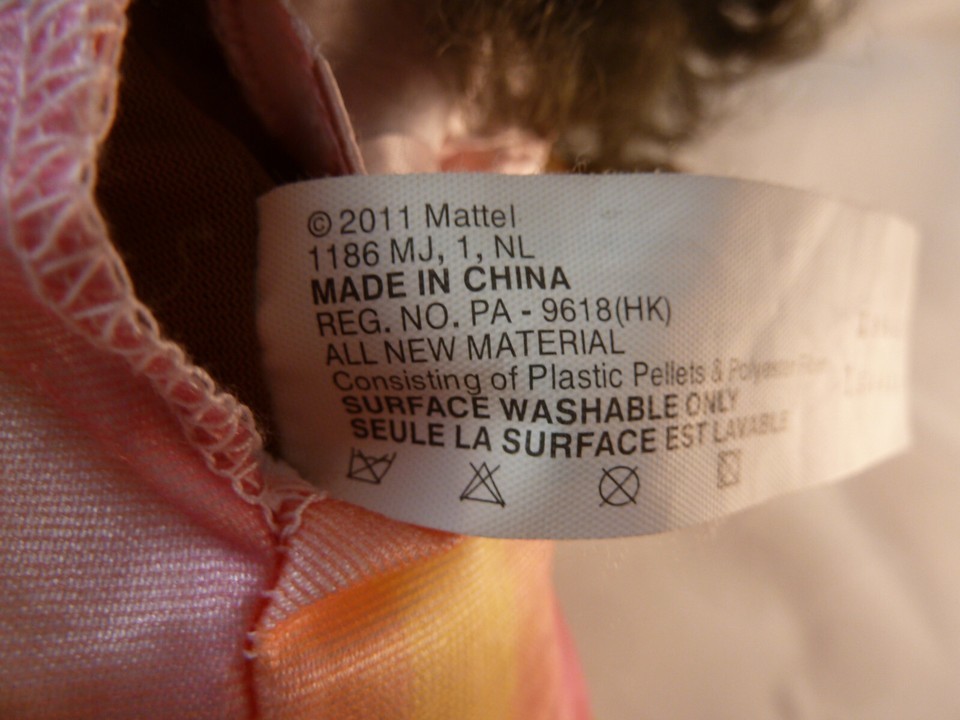 © 2011 Mattel
1186 MJ, 1, NL
MADE IN CHINA
REG. NO. PA - 9618(HK)
ALL NEW MATERIAL
Consisting of Plastic Pellets & Polyester
SURFACE WASHABLE ONLY
SEULE LA SURFACE EST LAVABLE